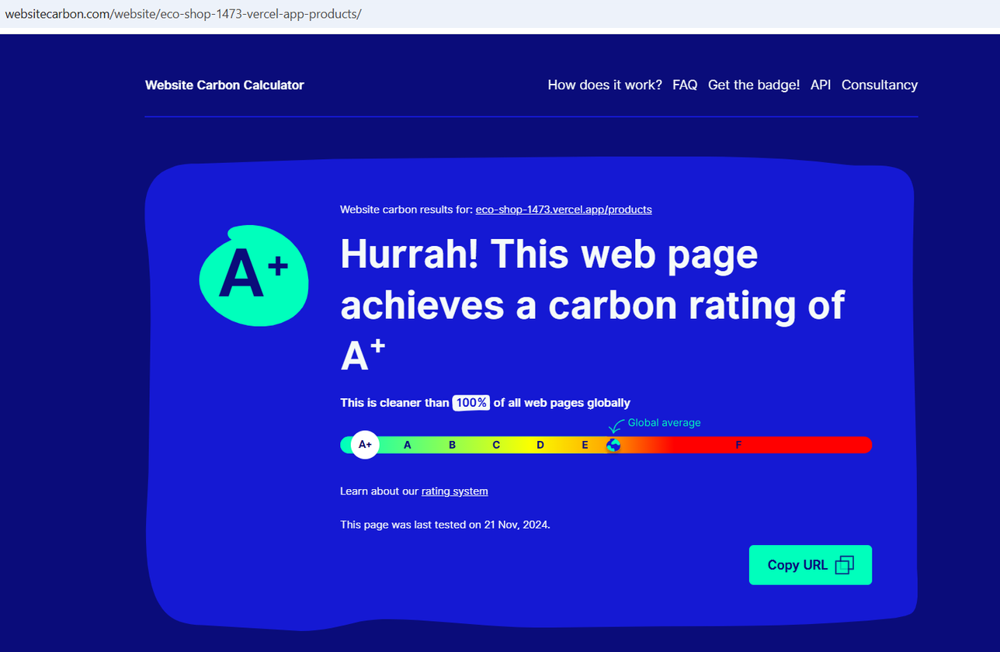 websitecarbon.com/website/eco-shop-1473-vercel-app-products/
Website Carbon Calculator
How does it work? FAQ Get the badge! API Consultancy
A+
Website carbon results for: eco-shop-1473.vercel.app/products
Hurrah! This web page
achieves a carbon rating of
A+
This is cleaner than 100% of all web pages globally
Global average
A+ A B C D E F
Learn about our rating system
This page was last tested on 21 Nov, 2024.
Copy URL